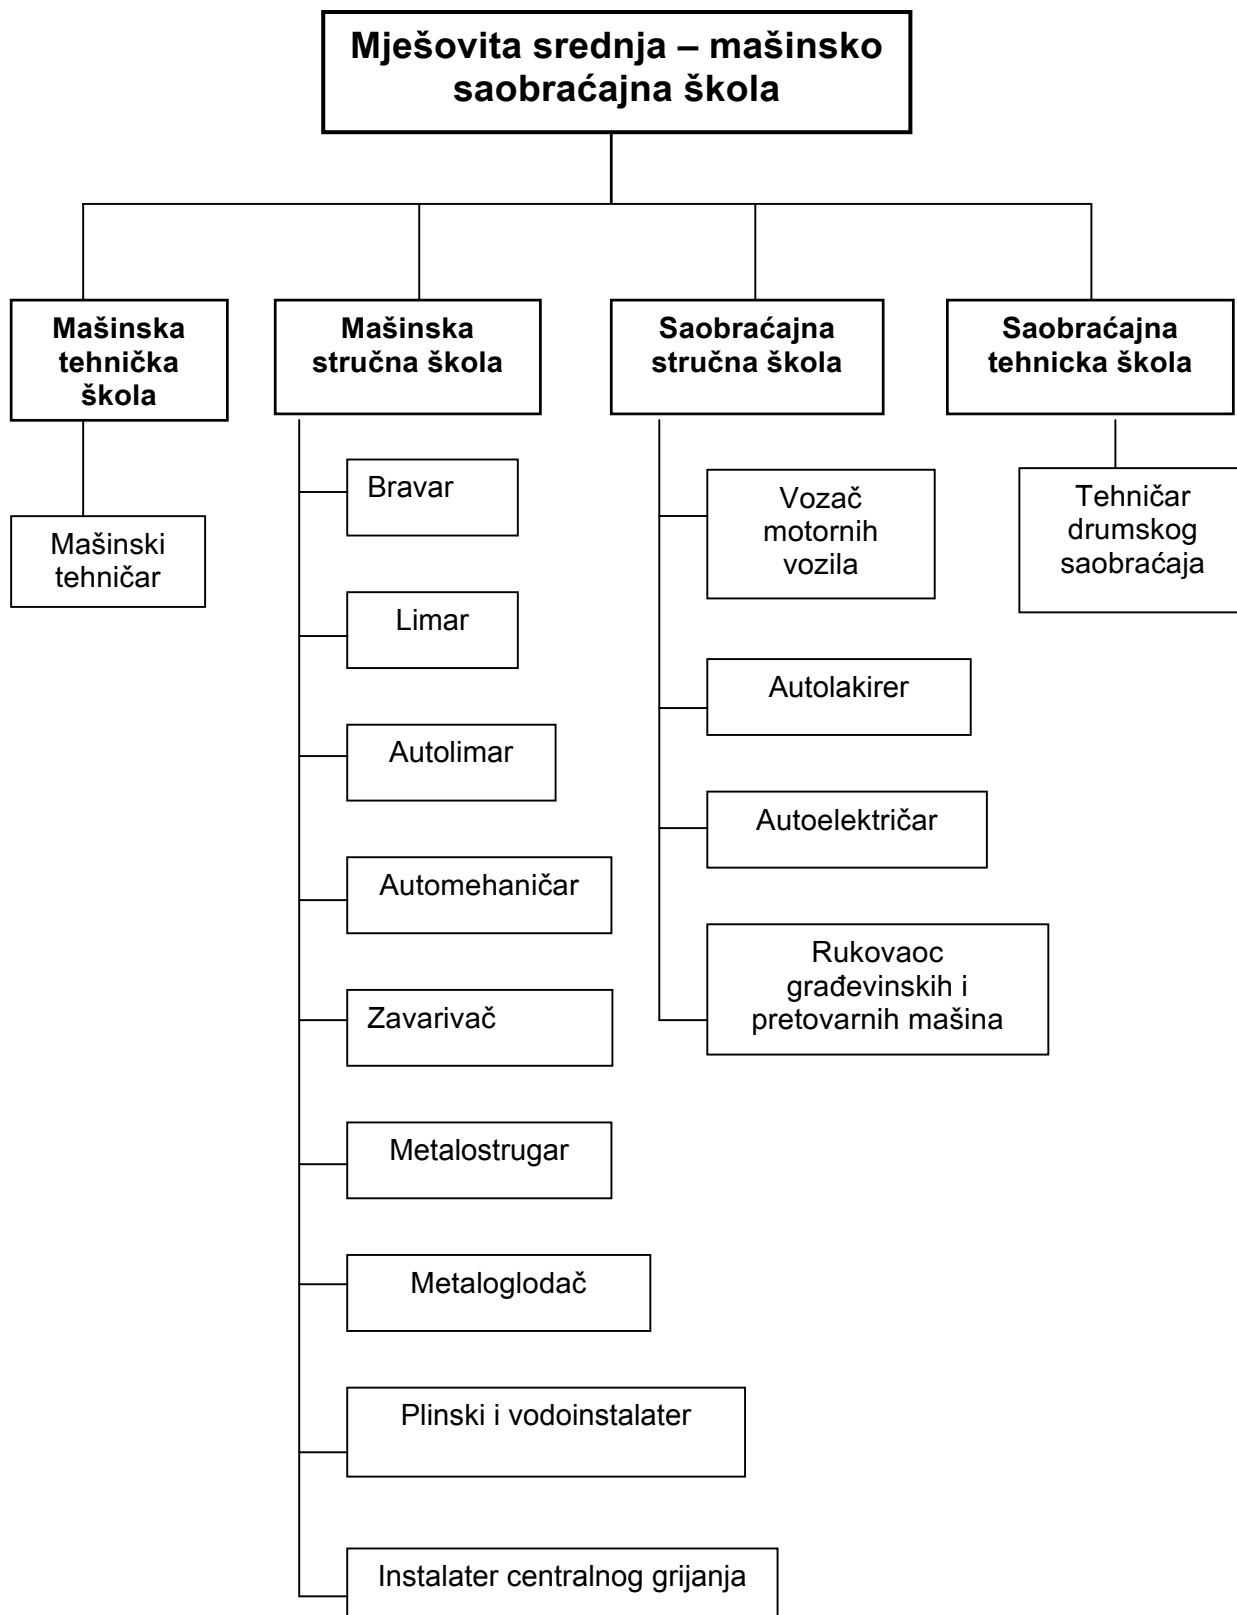 Mješovita srednja – mašinsko
saobraćajna škola
Mašinska
tehnička
škola
Mašinska
stručna škola
Saobraćajna
stručna škola
Saobraćajna
tehnicka škola
Mašinski
tehničar
Bravar
Limar
Autolimar
Automehaničar
Zavarivač
Metalostrugar
Metaloglodač
Plinski i vodoinstalater
Instalater centralnog grijanja
Vozač
motornih
vozila
Autolakirer
Autoelektričar
Rukovaoc
građevinskih i
pretovarnih mašina
Tehničar
drumskog
saobraćaja